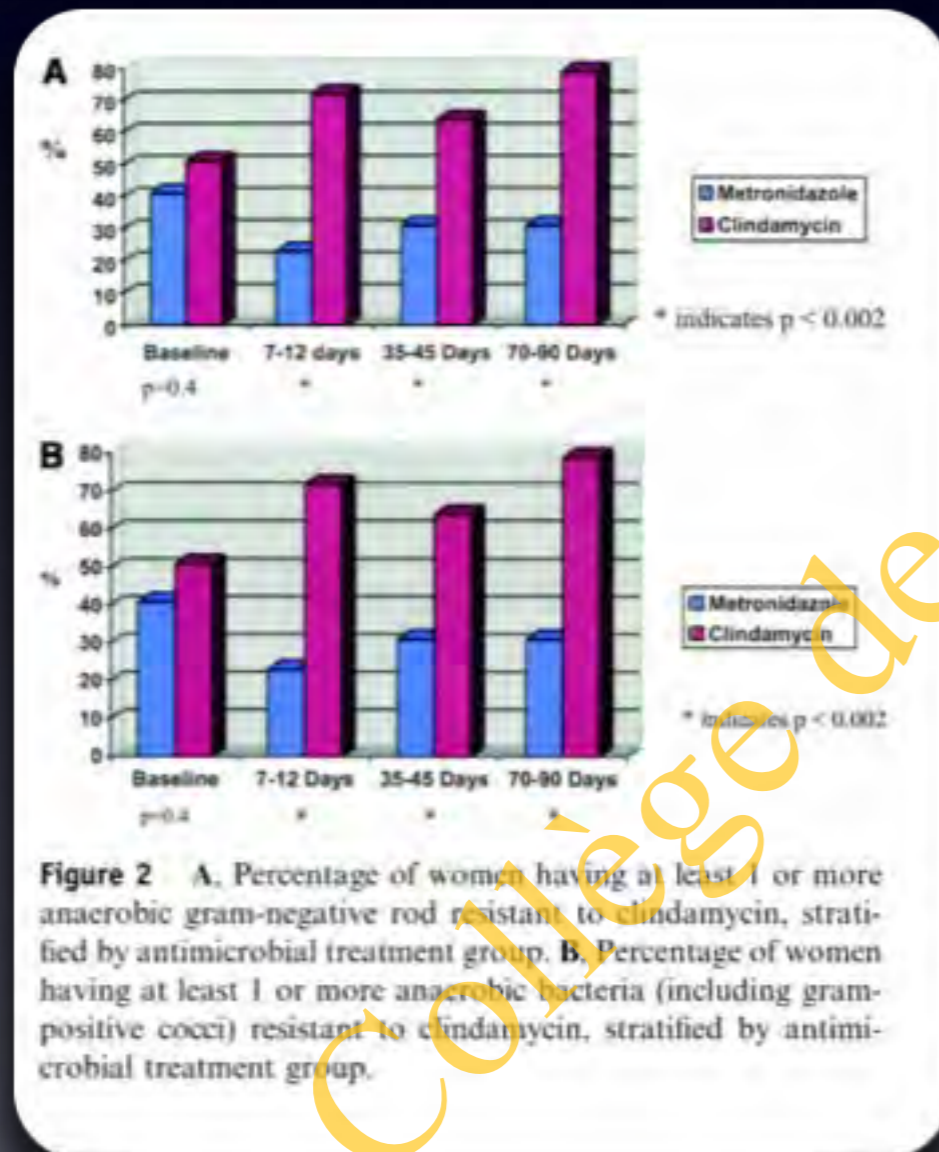 A
80
70
60
%
50
40
30
20
10
0
Metronidazole
Clindamycin
* indicates p < 0.002
Baseline 7-12 days 35-45 Days 70-90 Days
p=0.4 * * *
B
80
70
60
50
%
40
30
20
10
0
Metronidazole
Clindamycin
* indicates p < 0.002
Baseline 7-12 Days 35-45 Days 70-90 Days
p=0.4 * * *
Figure 2 A, Percentage of women having at least 1 or more
anaerobic gram-negative rod resistant to clindamycin, strati-
fied by antimicrobial treatment group. B, Percentage of women
having at least 1 or more anaerobic bacteria (including gram-
positive cocci) resistant to clindamycin, stratified by antimi-
crobial treatment group.
Collège de